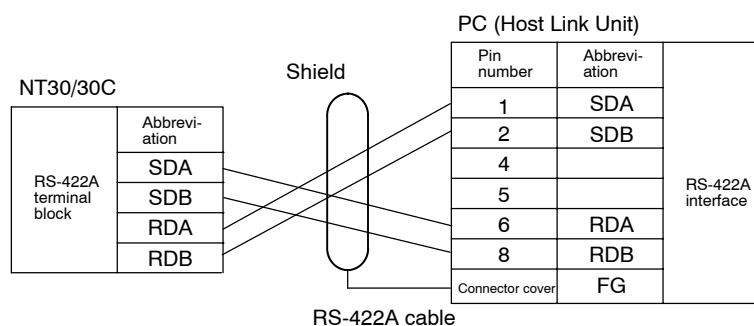 PC (Host Link Unit)
Pin number
Abbrevi-ation
1 SDA
2 SDB
4
5
6 RDA
8 RDB
Connector cover FG
RS-422A interface
Shield
NT30/30C
RS-422A terminal block
Abbrevi-ation
SDA
SDB
RDA
RDB
RS-422A cable